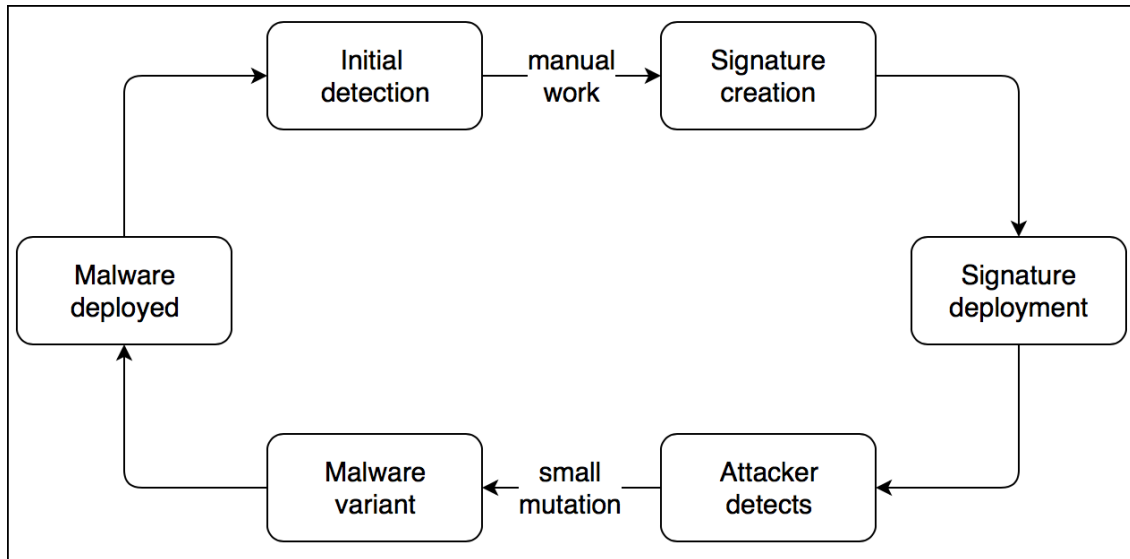 Initial
detection
manual
work
Signature
creation
Malware
deployed
Signature
deployment
Malware
variant
small
mutation
Attacker
detects